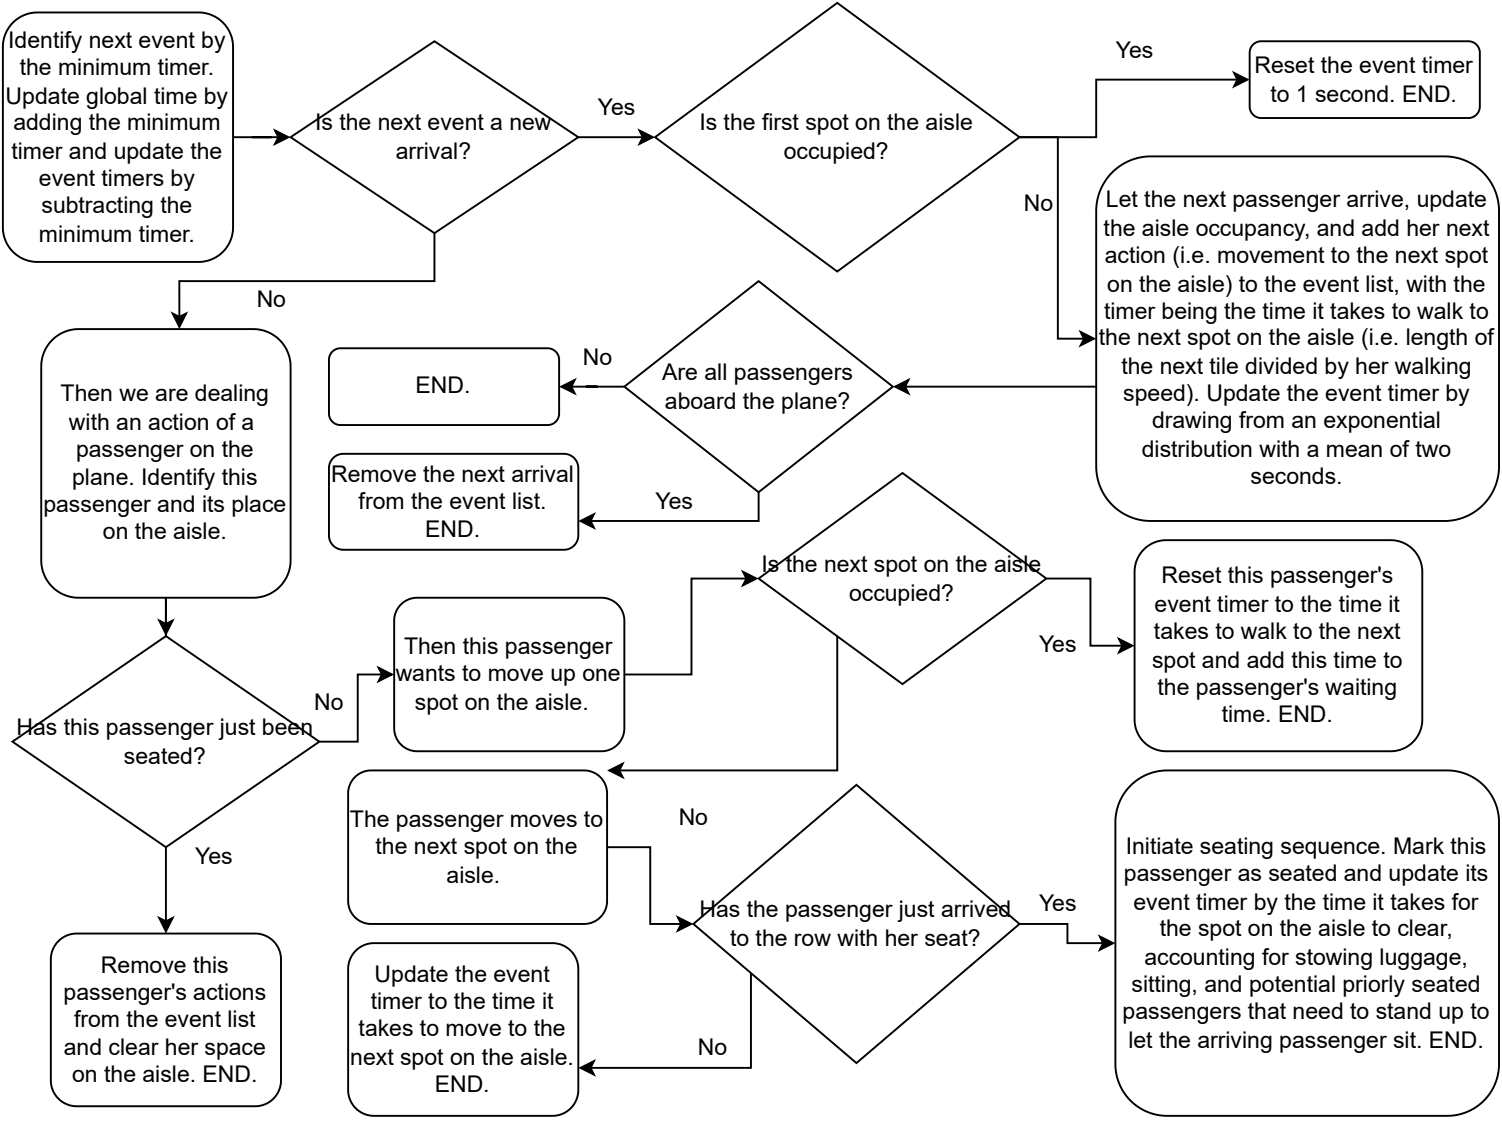 Identify next event by
the minimum timer.
Update global time by
adding the minimum
timer and update the
event timers by
subtracting the
minimum timer.
Is the next event a new
arrival?
Yes
Is the first spot on the aisle
occupied?
Yes
Reset the event timer
to 1 second. END.
No
Let the next passenger arrive, update
the aisle occupancy, and add her next
action (i.e. movement to the next spot
on the aisle) to the event list, with the
timer being the time it takes to walk to
the next spot on the aisle (i.e. length of
the next tile divided by her walking
speed). Update the event timer by
drawing from an exponential
distribution with a mean of two
seconds.
No
Are all passengers
aboard the plane?
No
END.
Yes
Remove the next arrival
from the event list.
END.
Then we are dealing
with an action of a
passenger on the
plane. Identify this
passenger and its place
on the aisle.
Has this passenger just been
seated?
No
Then this passenger
wants to move up one
spot on the aisle.
Is the next spot on the aisle
occupied?
Yes
Reset this passenger's
event timer to the time it
takes to walk to the next
spot and add this time to
the passenger's waiting
time. END.
No
The passenger moves to
the next spot on the
aisle.
Yes
Remove this
passenger's actions
from the event list
and clear her space
on the aisle. END.
Has the passenger just arrived
to the row with her seat?
Yes
Initiate seating sequence. Mark this
passenger as seated and update its
event timer by the time it takes for
the spot on the aisle to clear,
accounting for stowing luggage,
sitting, and potential priorly seated
passengers that need to stand up to
let the arriving passenger sit. END.
No
Update the event
timer to the time it
takes to move to the
next spot on the aisle.
END.